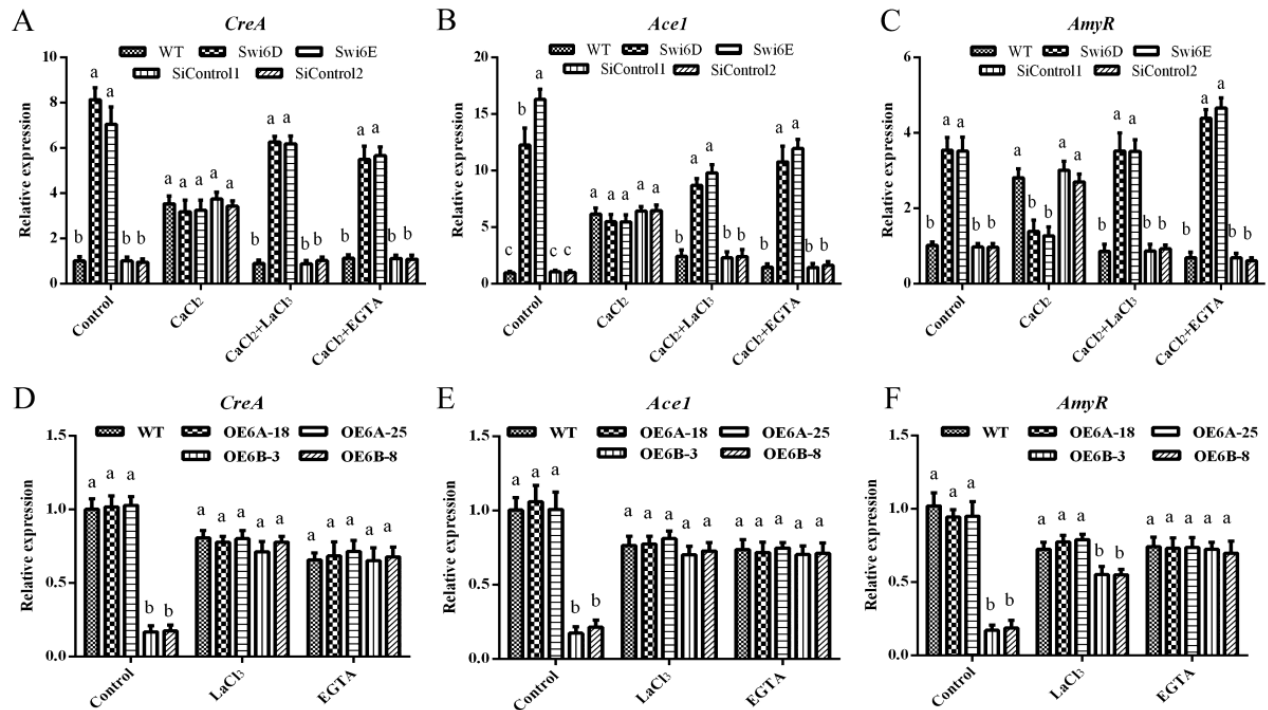 A CreA
WT Swi6D Swi6E
SiControl1 SiControl2
Relative expression
10
8
6
4
2
0
b a a b b
a a a a a
b a a b b
b a a b b
Control CaCl2 CaCl2+LaCl3 CaCl2+EGTA
B Ace1
WT Swi6D Swi6E
SiControl1 SiControl2
Relative expression
20
15
10
5
0
c b a c c
a a a a a
b a a b b
b a a b b
Control CaCl2 CaCl2+LaCl3 CaCl2+EGTA
C AmyR
WT Swi6D Swi6E
SiControl1 SiControl2
Relative expression
6
4
2
0
b a a b b
a b b a a
b a a b b
b a a b b
Control CaCl2 CaCl2+LaCl3 CaCl2+EGTA
D CreA
WT OE6A-18 OE6A-25
OE6B-3 OE6B-8
Relative expression
1.5
1.0
0.5
0.0
a a a b b
a a a a a
a a a a a
Control LaCl3 EGTA
E Ace1
WT OE6A-18 OE6A-25
OE6B-3 OE6B-8
Relative expression
1.5
1.0
0.5
0.0
a a a b b
a a a a a
a a a a a
Control LaCl3 EGTA
F AmyR
WT OE6A-18 OE6A-25
OE6B-3 OE6B-8
Relative expression
1.5
1.0
0.5
0.0
a a a b b
a a a b b
a a a a a
Control LaCl3 EGTA